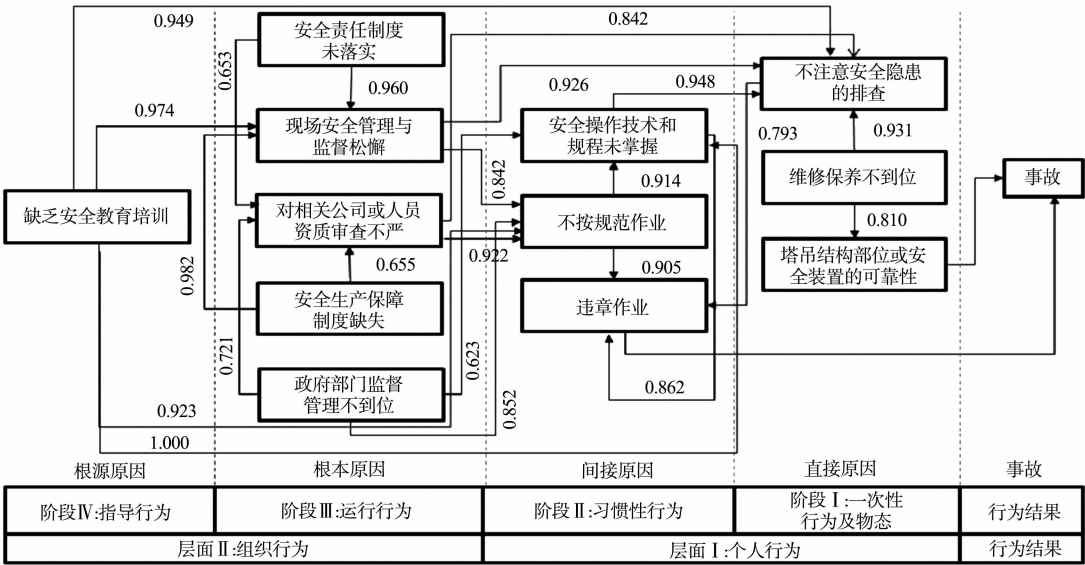 0.949
0.842
安全责任制度
未落实
0.653
0.960
0.926
0.948
不注意安全隐患
的排查
0.974
现场安全管理与
监督松懈
安全操作技术和
规程未掌握
0.793
0.931
0.842
0.914
维修保养不到位
事故
缺乏安全教育培训
对相关公司或人员
资质审查不严
不按规范作业
0.810
0.922
0.982
0.655
0.905
塔吊结构部位或安
全装置的可靠性
安全生产保障
制度缺失
违章作业
0.721
0.623
政府部门监督
管理不到位
0.862
0.852
0.923
1.000
根源原因
根本原因
间接原因
直接原因
事故
阶段Ⅳ:指导行为
阶段Ⅲ:运行行为
阶段Ⅱ:习惯性行为
阶段Ⅰ:一次性
行为及物态
行为结果
层面Ⅱ:组织行为
层面Ⅰ:个人行为
行为结果